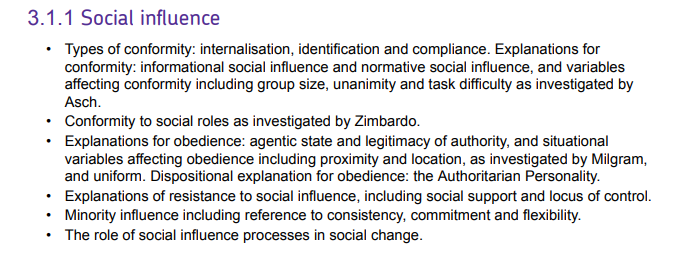 3.1.1 Social influence
• Types of conformity: internalisation, identification and compliance. Explanations for
conformity: informational social influence and normative social influence, and variables
affecting conformity including group size, unanimity and task difficulty as investigated by
Asch.
• Conformity to social roles as investigated by Zimbardo.
• Explanations for obedience: agentic state and legitimacy of authority, and situational
variables affecting obedience including proximity and location, as investigated by Milgram,
and uniform. Dispositional explanation for obedience: the Authoritarian Personality.
• Explanations of resistance to social influence, including social support and locus of control.
• Minority influence including reference to consistency, commitment and flexibility.
• The role of social influence processes in social change.